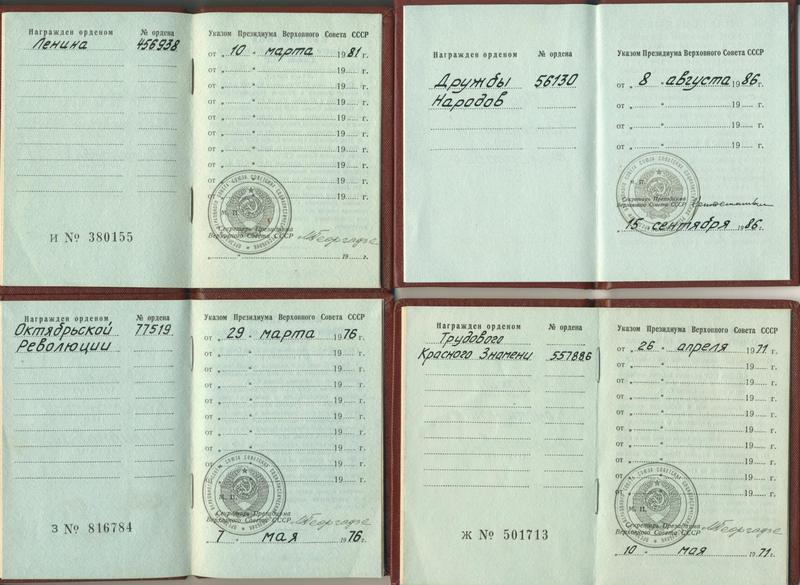 Награжден орденом № ордена
Ленина 456938
И № 380155
Указом Президиума Верховного Совета СССР
от „ 10 “ марта 1981 г.
от „ “ 19 г.
от „ “ 19 г.
от „ “ 19 г.
от „ “ 19 г.
от „ “ 19 г.
от „ “ 19 г.
от „ “ 19 г.
от „ “ 19 г.
от „ “ 19 г.
М. П.
Секретарь Президиума
Верховного Совета СССР
„ “ 19 г.
Награжден орденом № ордена
Дружбы 56130
Народов
Указом Президиума Верховного Совета СССР
от „ 8 “ августа 1986 г.
от „ “ 19 г.
от „ “ 19 г.
от „ “ 19 г.
М. П.
Секретарь Президиума
Верховного Совета СССР
15 сентября 1986 г.
Награжден орденом № ордена
Октябрьской 77519
Революции
З № 816784
Указом Президиума Верховного Совета СССР
от „ 29 “ марта 1976 г.
от „ “ 19 г.
от „ “ 19 г.
от „ “ 19 г.
от „ “ 19 г.
от „ “ 19 г.
от „ “ 19 г.
от „ “ 19 г.
М. П.
Секретарь Президиума
Верховного Совета СССР
„ 7 “ мая 1976 г.
Награжден орденом № ордена
Трудового
Красного Знамени 557886
Ж № 501713
Указом Президиума Верховного Совета СССР
от „ 26 “ апреля 1971 г.
от „ “ 19 г.
от „ “ 19 г.
от „ “ 19 г.
от „ “ 19 г.
от „ “ 19 г.
от „ “ 19 г.
от „ “ 19 г.
М. П.
Секретарь Президиума
Верховного Совета СССР
„ 10 “ мая 1971 г.